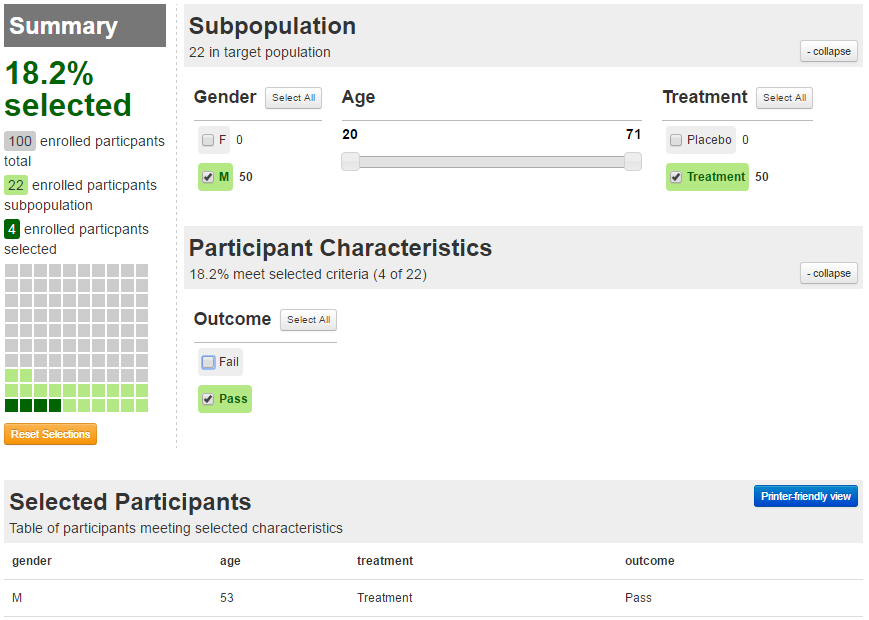 Summary
18.2%
selected
100 enrolled particpants
total
22 enrolled particpants
subpopulation
4 enrolled particpants
selected
Reset Selections
Subpopulation
22 in target population
- collapse
Gender Select All
F 0
M 50
Age
20 71
Treatment Select All
Placebo 0
Treatment 50
Participant Characteristics
18.2% meet selected criteria (4 of 22)
- collapse
Outcome Select All
Fail
Pass
Selected Participants
Printer-friendly view
Table of participants meeting selected characteristics
gender age treatment outcome
M 53 Treatment Pass